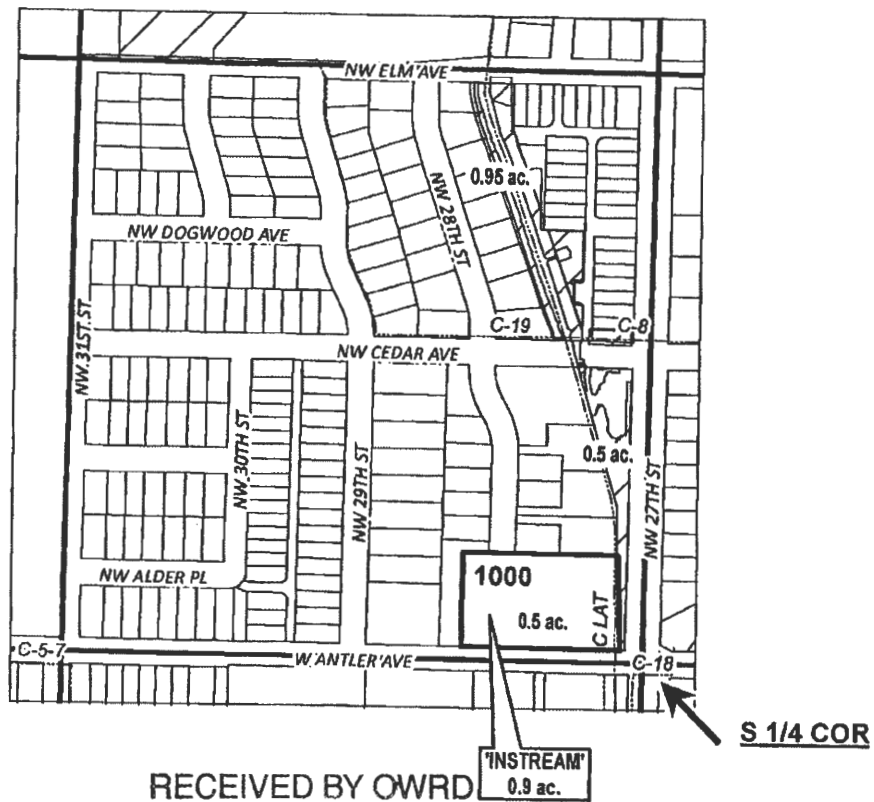 NW ELM AVE
0.95 ac.
NW 28TH ST
NW DOGWOOD AVE
C-19
C-8
NW CEDAR AVE
NW 31ST ST
NW 30TH ST
NW 29TH ST
0.5 ac.
NW 27TH ST
1000
NW ALDER PL
0.5 ac.
C LAT
C-5-7
W ANTLER AVE
C-18
S 1/4 COR
'INSTREAM'
0.9 ac.
RECEIVED BY OWRD